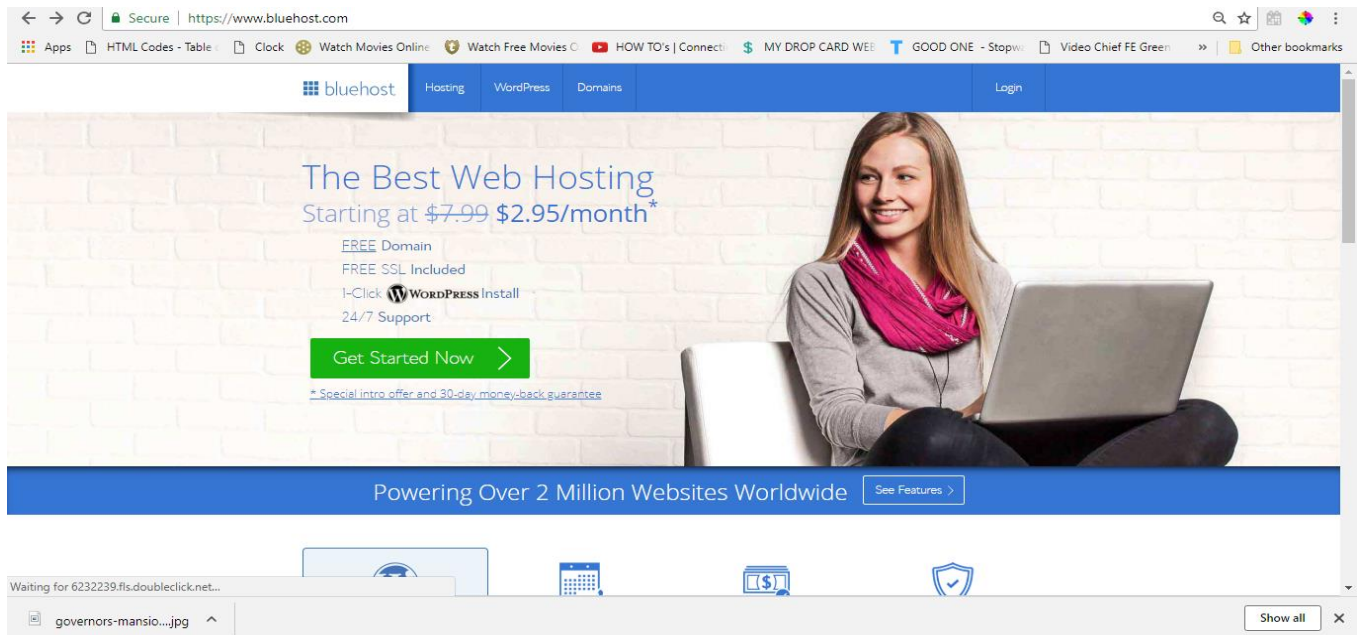 Secure https://www.bluehost.com
Apps HTML Codes - Table Clock Watch Movies Online Watch Free Movies HOW TO's | Connecti $ MY DROP CARD WEB GOOD ONE - Stopw Video Chief FE Green » Other bookmarks
bluehost Hosting WordPress Domains Login
The Best Web Hosting
Starting at $7.99 $2.95/month*
FREE Domain
FREE SSL Included
1-Click WORDPRESS Install
24/7 Support
Get Started Now
* Special intro offer and 30-day money-back guarantee
Powering Over 2 Million Websites Worldwide See Features >
Waiting for 6232239.fls.doubleclick.net...
governors-mansio....jpg Show all